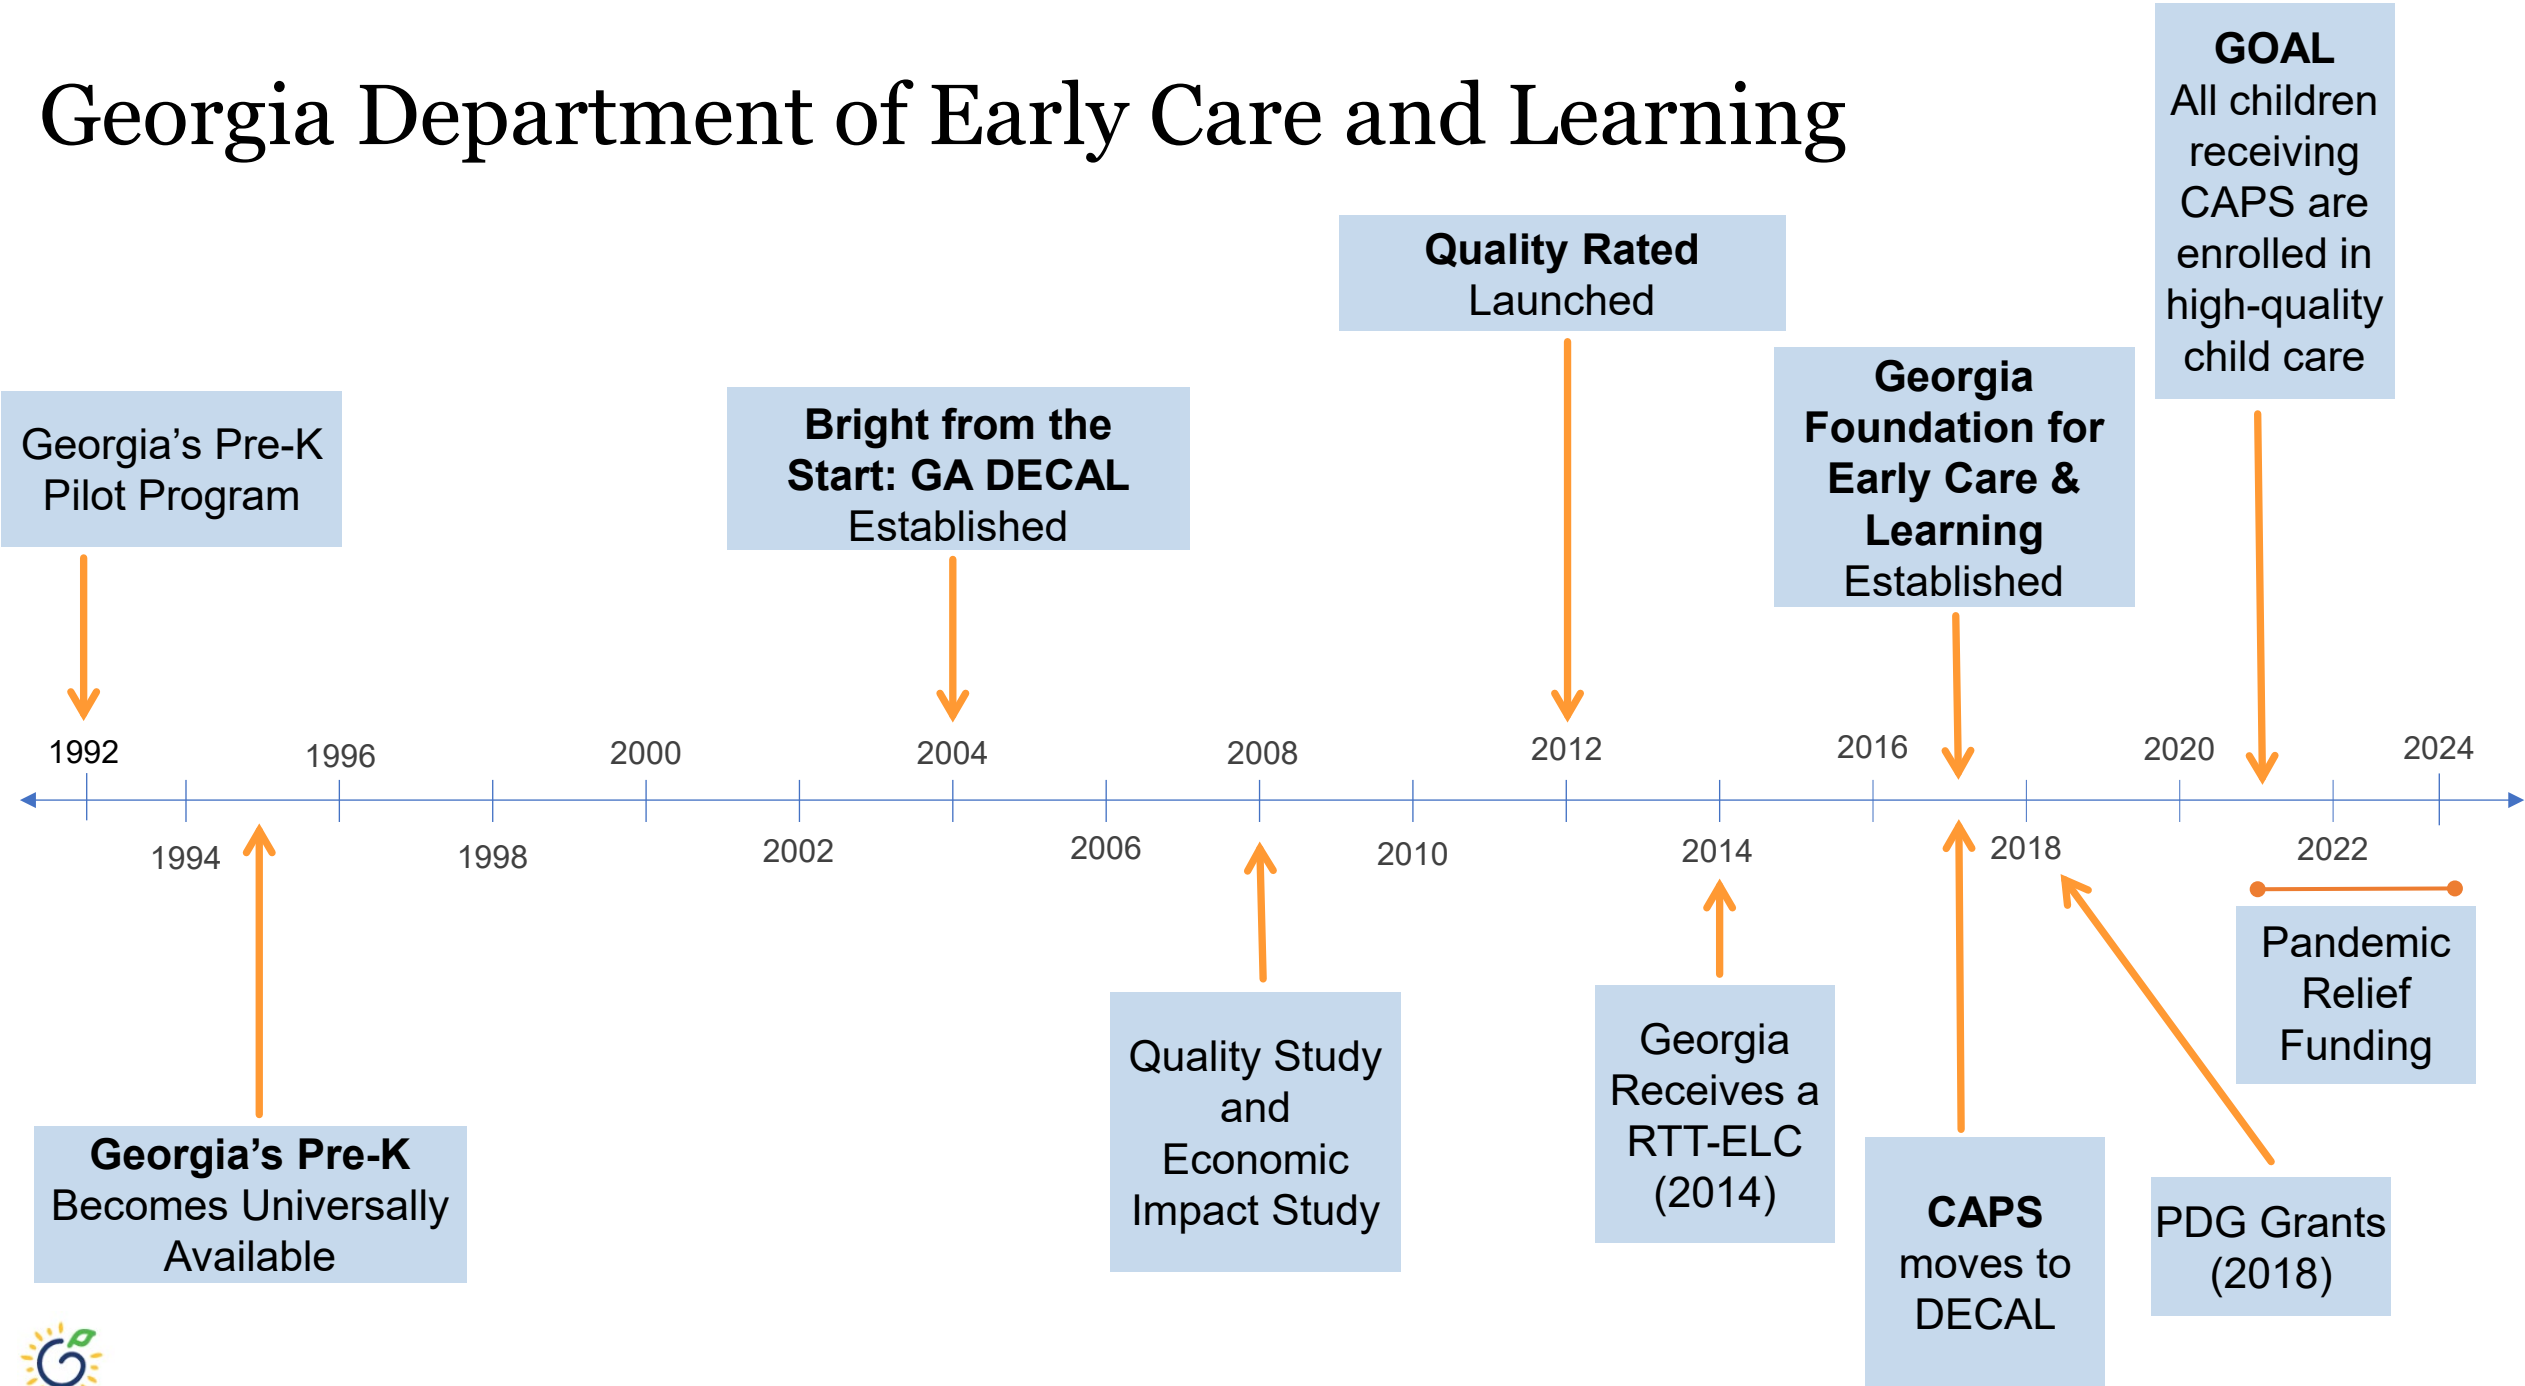 Georgia Department of Early Care and Learning
GOAL
All children
receiving
CAPS are
enrolled in
high-quality
child care
Quality Rated
Launched
Georgia
Foundation for
Early Care &
Learning
Established
Bright from the
Start: GA DECAL
Established
Georgia’s Pre-K
Pilot Program
1992
1996
2000
2004
2008
2012
2016
2020
2024
1994
1998
2002
2006
2010
2014
2018
2022
Georgia’s Pre-K
Becomes Universally
Available
Quality Study
and
Economic
Impact Study
Georgia
Receives a
RTT-ELC
(2014)
CAPS
moves to
DECAL
PDG Grants
(2018)
Pandemic
Relief
Funding